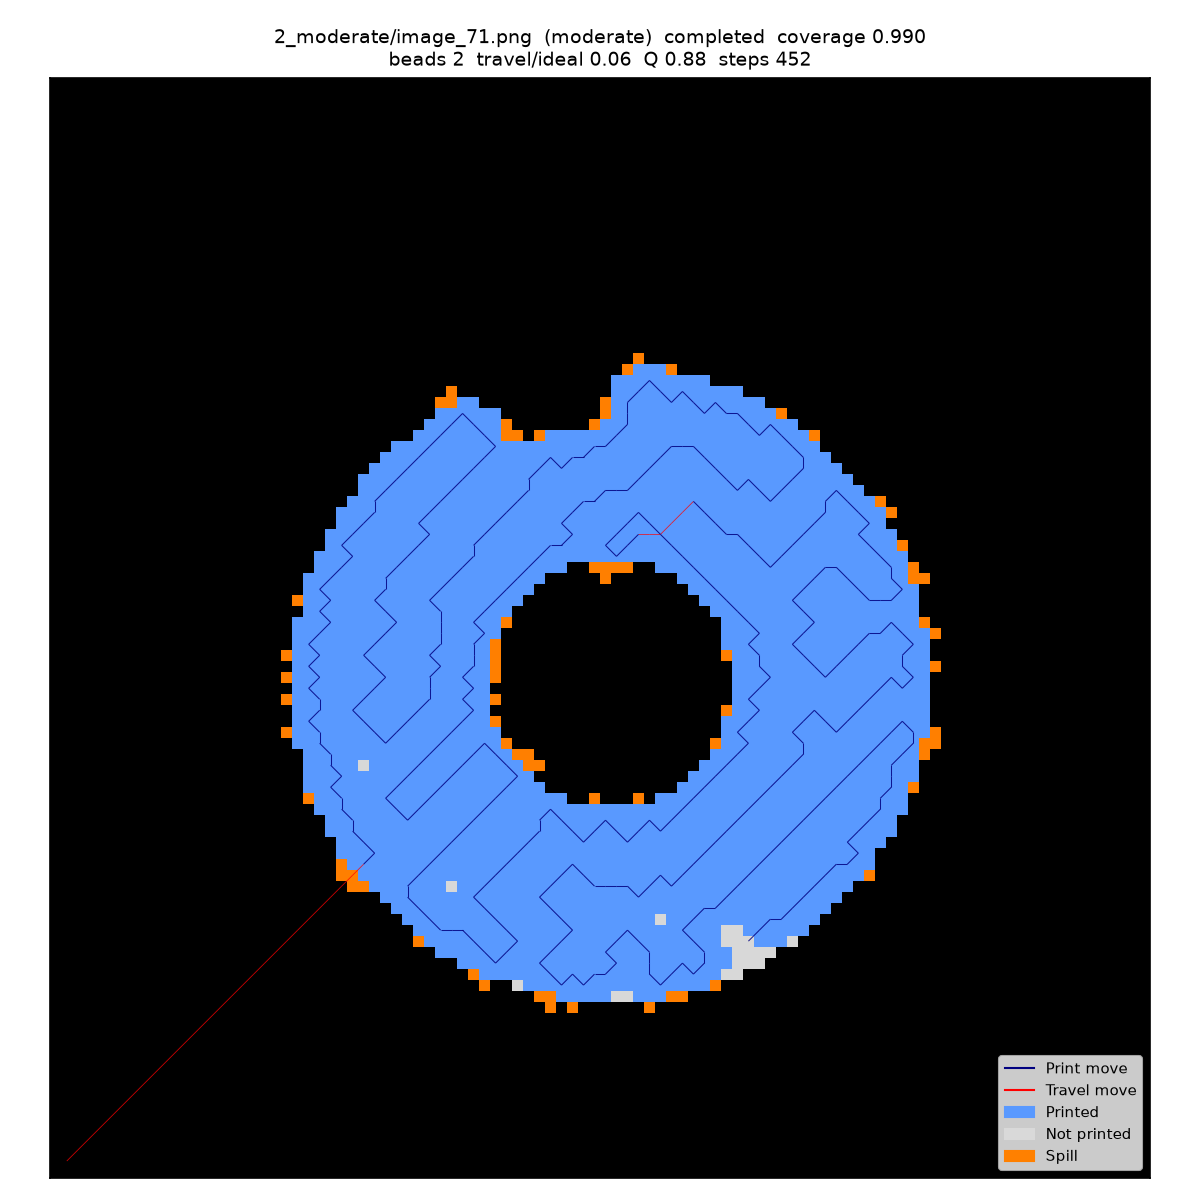 2_moderate/image_71.png  (moderate)  completed  coverage 0.990
beads 2  travel/ideal 0.06  Q 0.88  steps 452
Print move
Travel move
Printed
Not printed
Spill